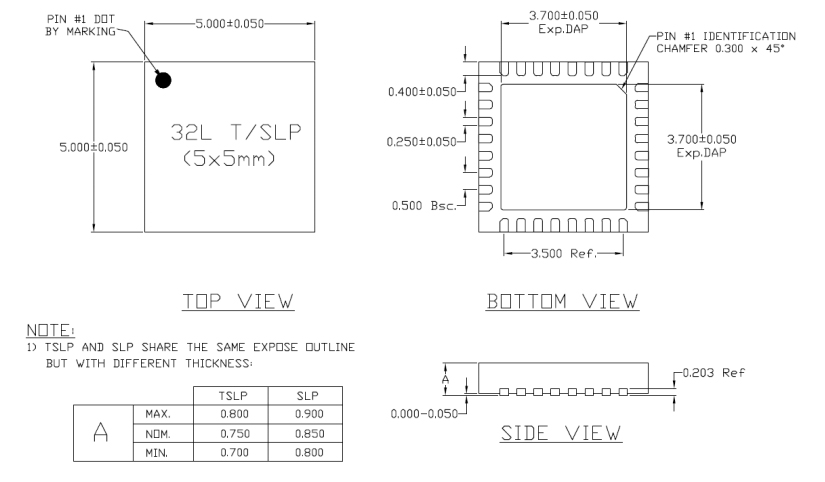 PIN #1 DOT
BY MARKING
5.000±0.050
5.000±0.050
32L T/SLP
(5x5mm)
TOP VIEW
3.700±0.050
Exp.DAP
PIN #1 IDENTIFICATION
CHAMFER 0.300 x 45°
0.400±0.050
0.250±0.050
0.500 Bsc.
3.700±0.050
Exp.DAP
3.500 Ref.
BOTTOM VIEW
NOTE:
1) TSLP AND SLP SHARE THE SAME EXPOSE OUTLINE
BUT WITH DIFFERENT THICKNESS:
TSLP SLP
A
MAX. 0.800 0.900
NOM. 0.750 0.850
MIN. 0.700 0.800
A
0.203 Ref
0.000-0.050
SIDE VIEW